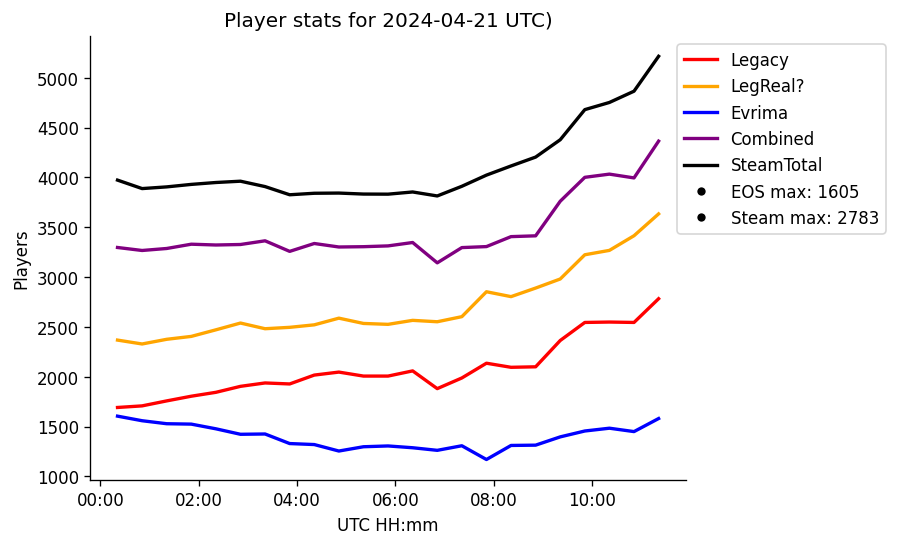 Player stats for 2024-04-21 UTC)
Players
5000
4500
4000
3500
3000
2500
2000
1500
1000
00:00 02:00 04:00 06:00 08:00 10:00
UTC HH:mm
Legacy
LegReal?
Evrima
Combined
SteamTotal
EOS max: 1605
Steam max: 2783